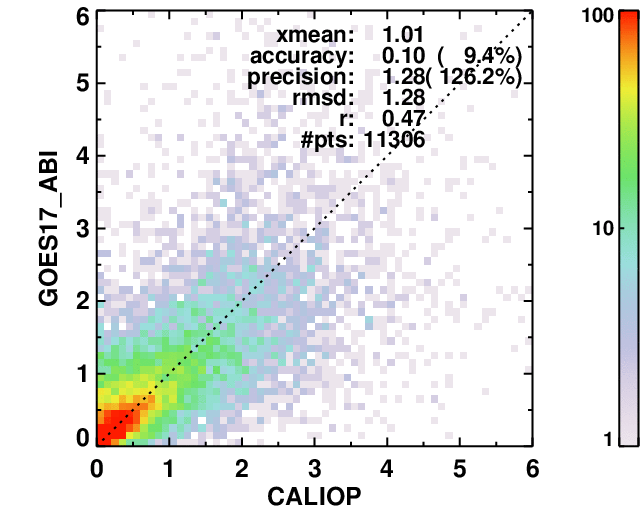 6
100
xmean: 1.01
accuracy: 0.10 ( 9.4%)
5
precision: 1.28( 126.2%)
rmsd: 1.28
r: 0.47
4
#pts: 11306
GOES17_ABI
3
10
2
1
0
1
0 1 2 3 4 5 6
CALIOP